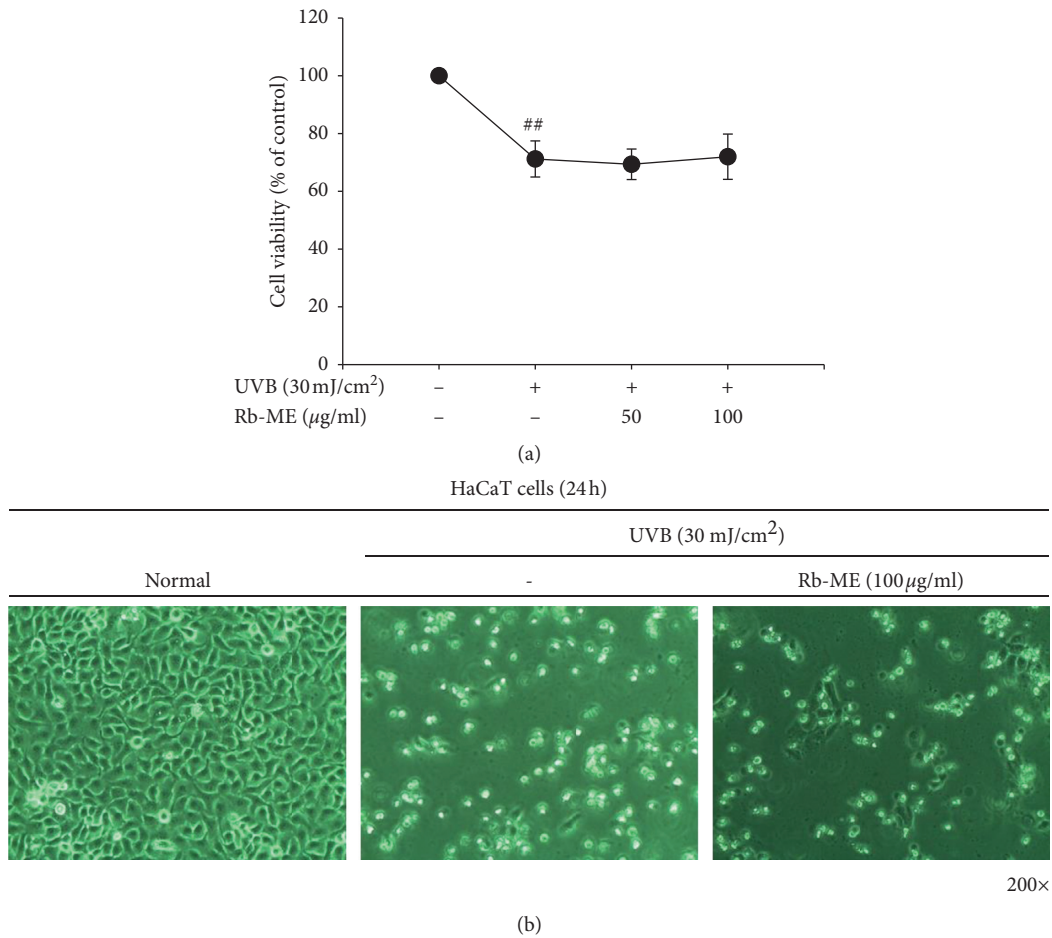 120
100
80
60
40
20
0
Cell viability (% of control)
##
UVB (30 mJ/cm²) – + + +
Rb-ME (μg/ml) – – 50 100
(a)
HaCaT cells (24 h)
UVB (30 mJ/cm²)
Normal - Rb-ME (100 μg/ml)
200×
(b)